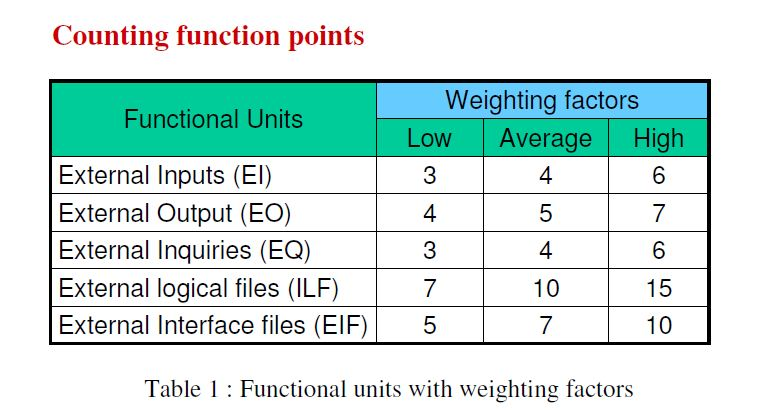 Counting function points
Functional Units Weighting factors
Low Average High
External Inputs (EI) 3 4 6
External Output (EO) 4 5 7
External Inquiries (EQ) 3 4 6
External logical files (ILF) 7 10 15
External Interface files (EIF) 5 7 10
Table 1 : Functional units with weighting factors